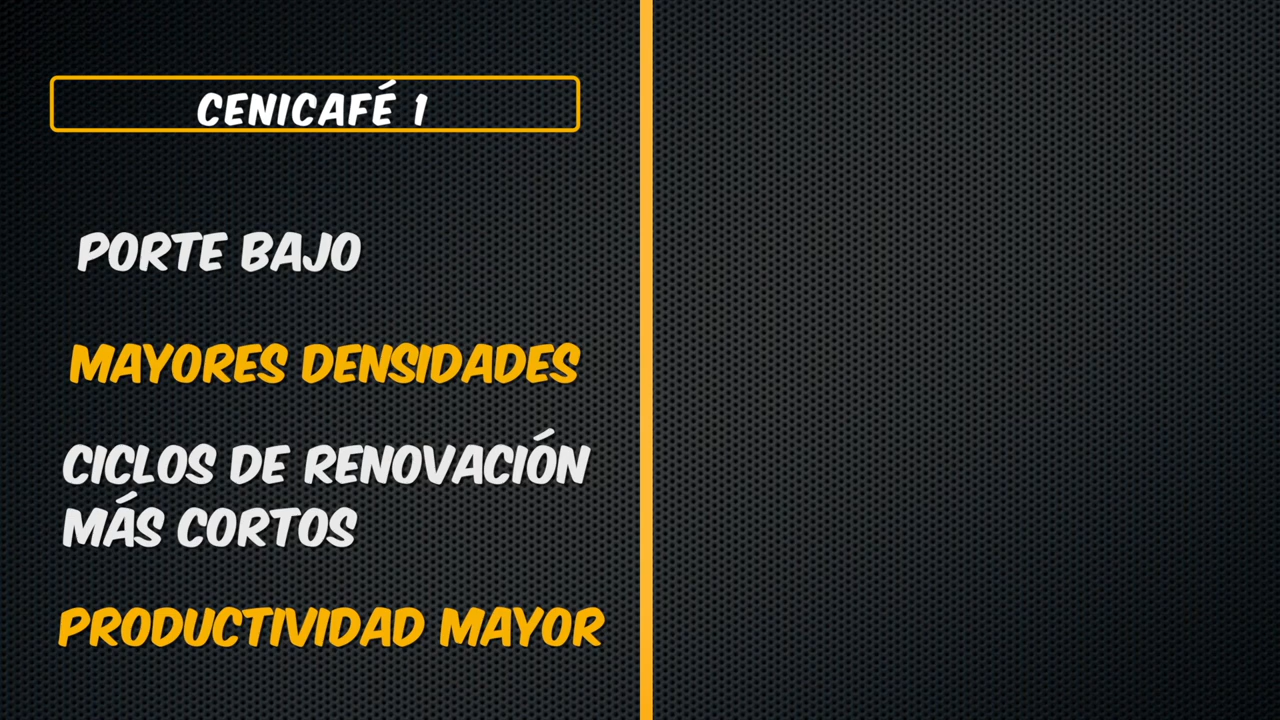 CENICAFÉ 1
PORTE BAJO
MAYORES DENSIDADES
CICLOS DE RENOVACIÓN
MÁS CORTOS
PRODUCTIVIDAD MAYOR